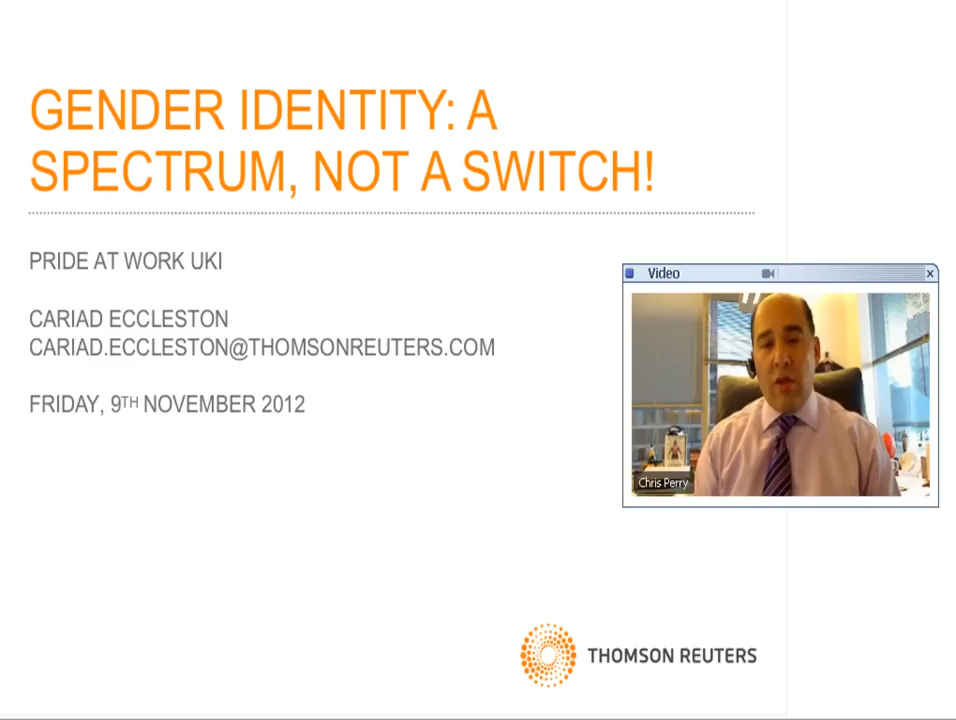 GENDER IDENTITY: A
SPECTRUM, NOT A SWITCH!
PRIDE AT WORK UKI
CARIAD ECCLESTON
CARIAD.ECCLESTON@THOMSONREUTERS.COM
FRIDAY, 9TH NOVEMBER 2012
Video
Chris Perry
THOMSON REUTERS